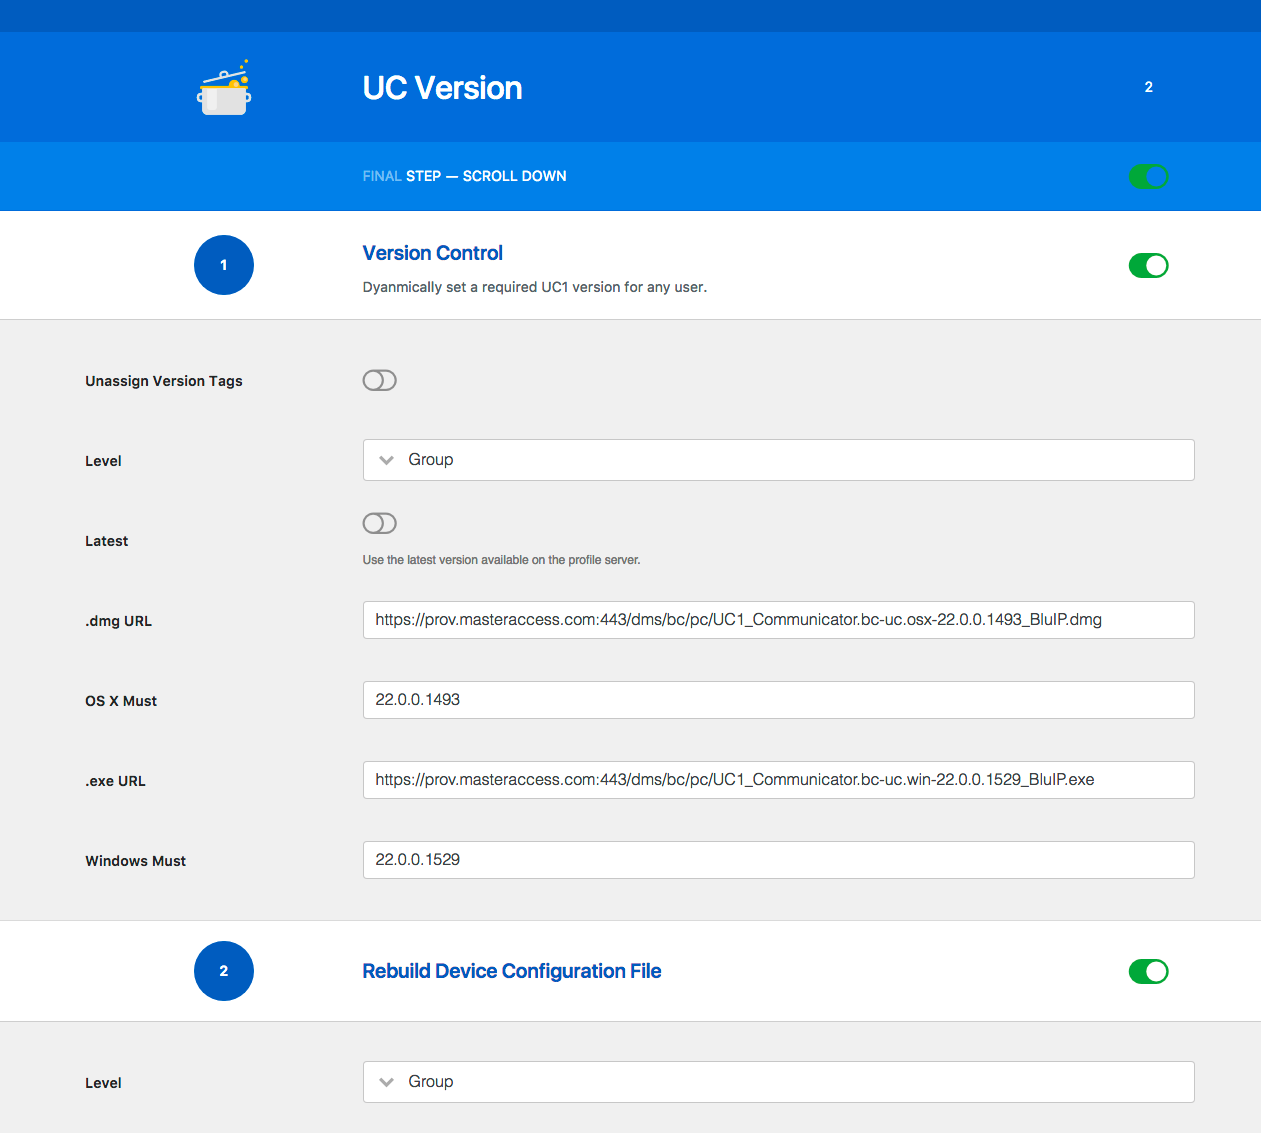 UC Version
2
FINAL STEP — SCROLL DOWN
1
Version Control
Dyanmically set a required UC1 version for any user.
Unassign Version Tags
Level
Group
Latest
Use the latest version available on the profile server.
.dmg URL
https://prov.masteraccess.com:443/dms/bc/pc/UC1_Communicator.bc-uc.osx-22.0.0.1493_BluIP.dmg
OS X Must
22.0.0.1493
.exe URL
https://prov.masteraccess.com:443/dms/bc/pc/UC1_Communicator.bc-uc.win-22.0.0.1529_BluIP.exe
Windows Must
22.0.0.1529
2
Rebuild Device Configuration File
Level
Group